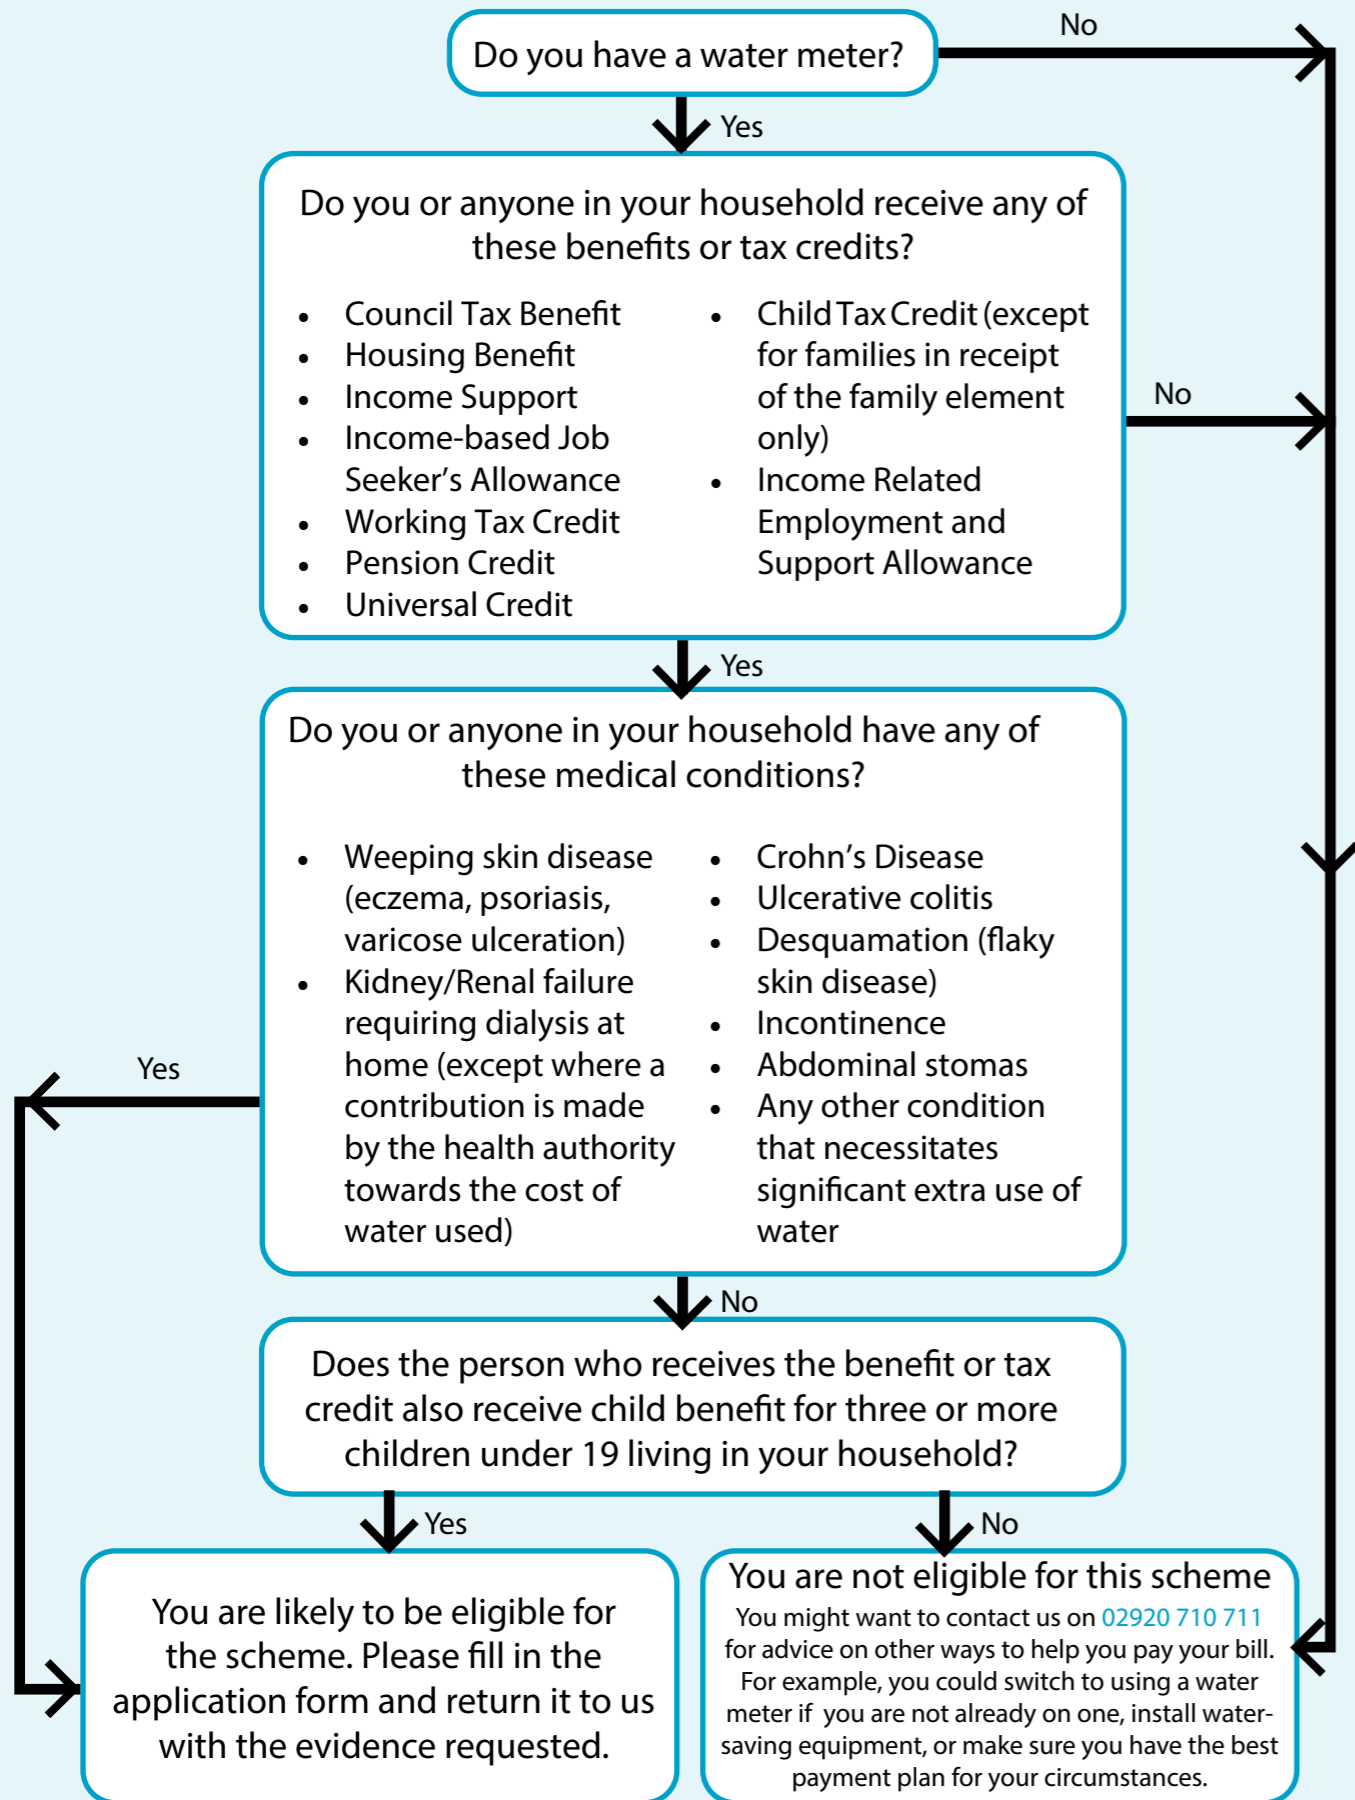 Do you have a water meter?
No
Yes
Do you or anyone in your household receive any of
these benefits or tax credits?
• Council Tax Benefit
• Housing Benefit
• Income Support
• Income-based Job
Seeker’s Allowance
• Working Tax Credit
• Pension Credit
• Universal Credit
• Child Tax Credit (except
for families in receipt
of the family element
only)
• Income Related
Employment and
Support Allowance
No
Yes
Do you or anyone in your household have any of
these medical conditions?
• Weeping skin disease
(eczema, psoriasis,
varicose ulceration)
• Kidney/Renal failure
requiring dialysis at
home (except where a
contribution is made
by the health authority
towards the cost of
water used)
• Crohn’s Disease
• Ulcerative colitis
• Desquamation (flaky
skin disease)
• Incontinence
• Abdominal stomas
• Any other condition
that necessitates
significant extra use of
water
Yes
No
Does the person who receives the benefit or tax
credit also receive child benefit for three or more
children under 19 living in your household?
Yes
No
You are likely to be eligible for
the scheme. Please fill in the
application form and return it to us
with the evidence requested.
You are not eligible for this scheme
You might want to contact us on 02920 710 711
for advice on other ways to help you pay your bill.
For example, you could switch to using a water
meter if you are not already on one, install water-
saving equipment, or make sure you have the best
payment plan for your circumstances.